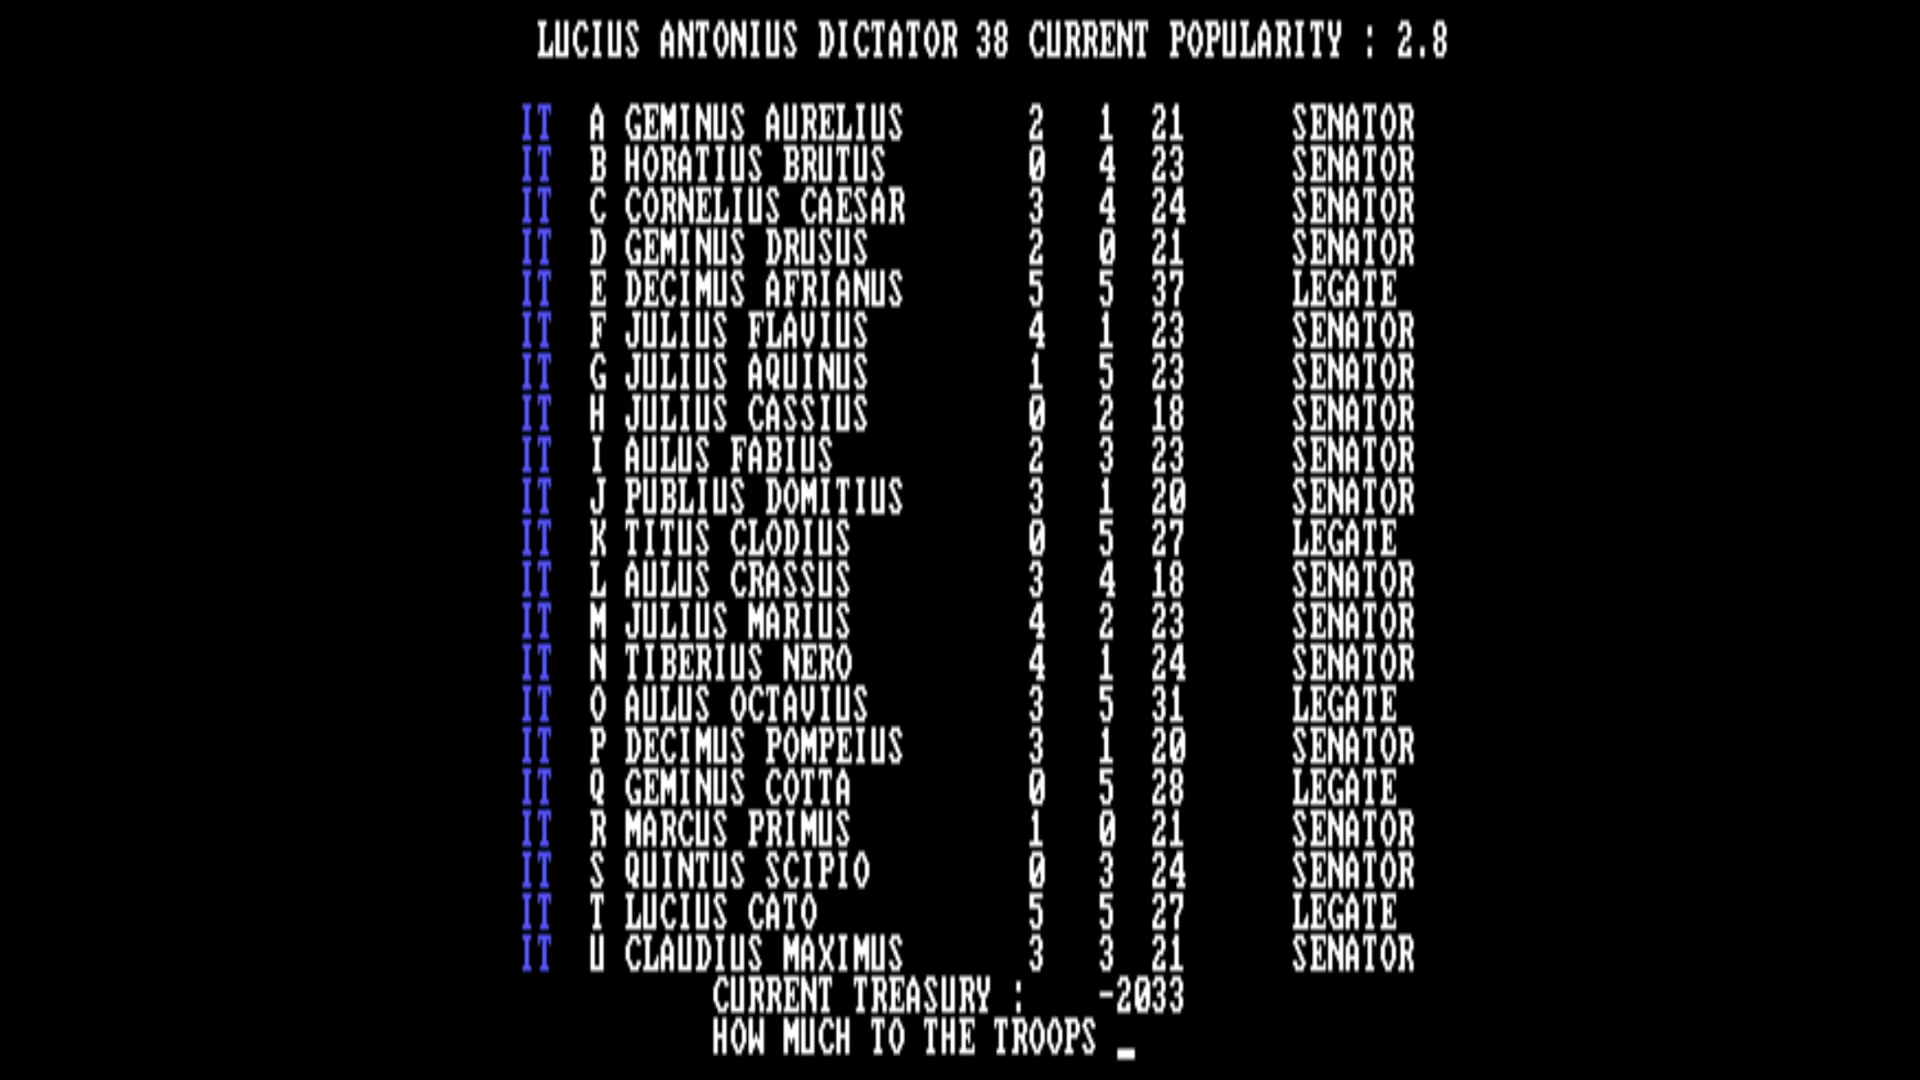 LUCIUS ANTONIUS DICTATOR 38 CURRENT POPULARITY : 2.8
IT A GEMINUS AURELIUS 2 1 21 SENATOR
IT B HORATIUS BRUTUS 0 4 23 SENATOR
IT C CORNELIUS CAESAR 3 4 24 SENATOR
IT D GEMINUS DRUSUS 2 0 21 SENATOR
IT E DECIMUS AFRIANUS 5 5 37 LEGATE
IT F JULIUS FLAVIUS 4 1 23 SENATOR
IT G JULIUS AQUINUS 1 5 23 SENATOR
IT H JULIUS CASSIUS 0 2 18 SENATOR
IT I AULUS FABIUS 2 3 23 SENATOR
IT J PUBLIUS DOMITIUS 3 1 20 SENATOR
IT K TITUS CLODIUS 0 5 27 LEGATE
IT L AULUS CRASSUS 3 4 18 SENATOR
IT M JULIUS MARIUS 4 2 23 SENATOR
IT N TIBERIUS NERO 4 1 24 SENATOR
IT O AULUS OCTAVIUS 3 5 31 LEGATE
IT P DECIMUS POMPEIUS 3 1 20 SENATOR
IT Q GEMINUS COTTA 0 5 28 LEGATE
IT R MARCUS PRIMUS 1 0 21 SENATOR
IT S QUINTUS SCIPIO 0 3 24 SENATOR
IT T LUCIUS CATO 5 5 27 LEGATE
IT U CLAUDIUS MAXIMUS 3 3 21 SENATOR
CURRENT TREASURY : -2033
HOW MUCH TO THE TROOPS _